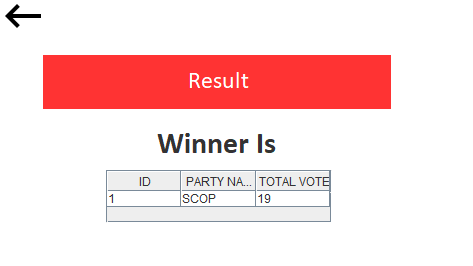 Result
Winner Is
ID PARTY NA... TOTAL VOTE
1 SCOP 19